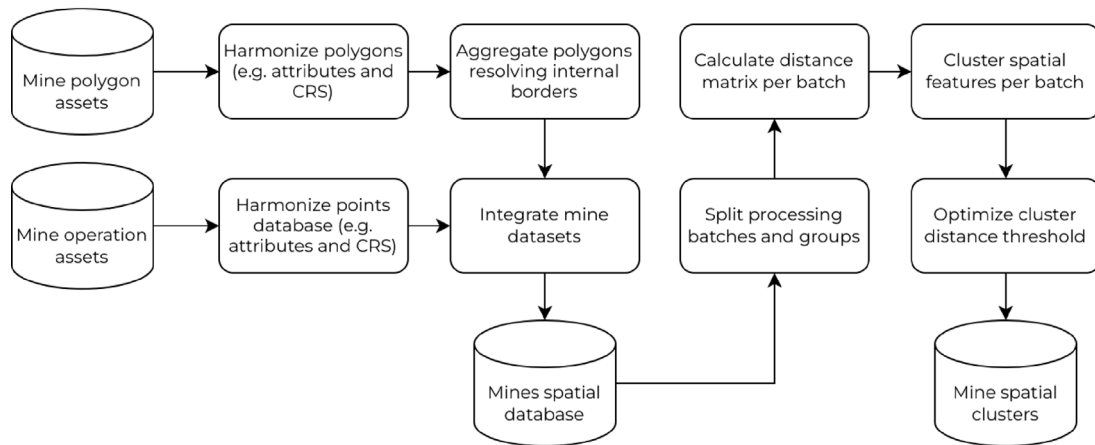 Mine polygon
assets
Harmonize polygons
(e.g. attributes and
CRS)
Aggregate polygons
resolving internal
borders
Calculate distance
matrix per batch
Cluster spatial
features per batch
Mine operation
assets
Harmonize points
database (e.g.
attributes and CRS)
Integrate mine
datasets
Split processing
batches and groups
Optimize cluster
distance threshold
Mines spatial
database
Mine spatial
clusters